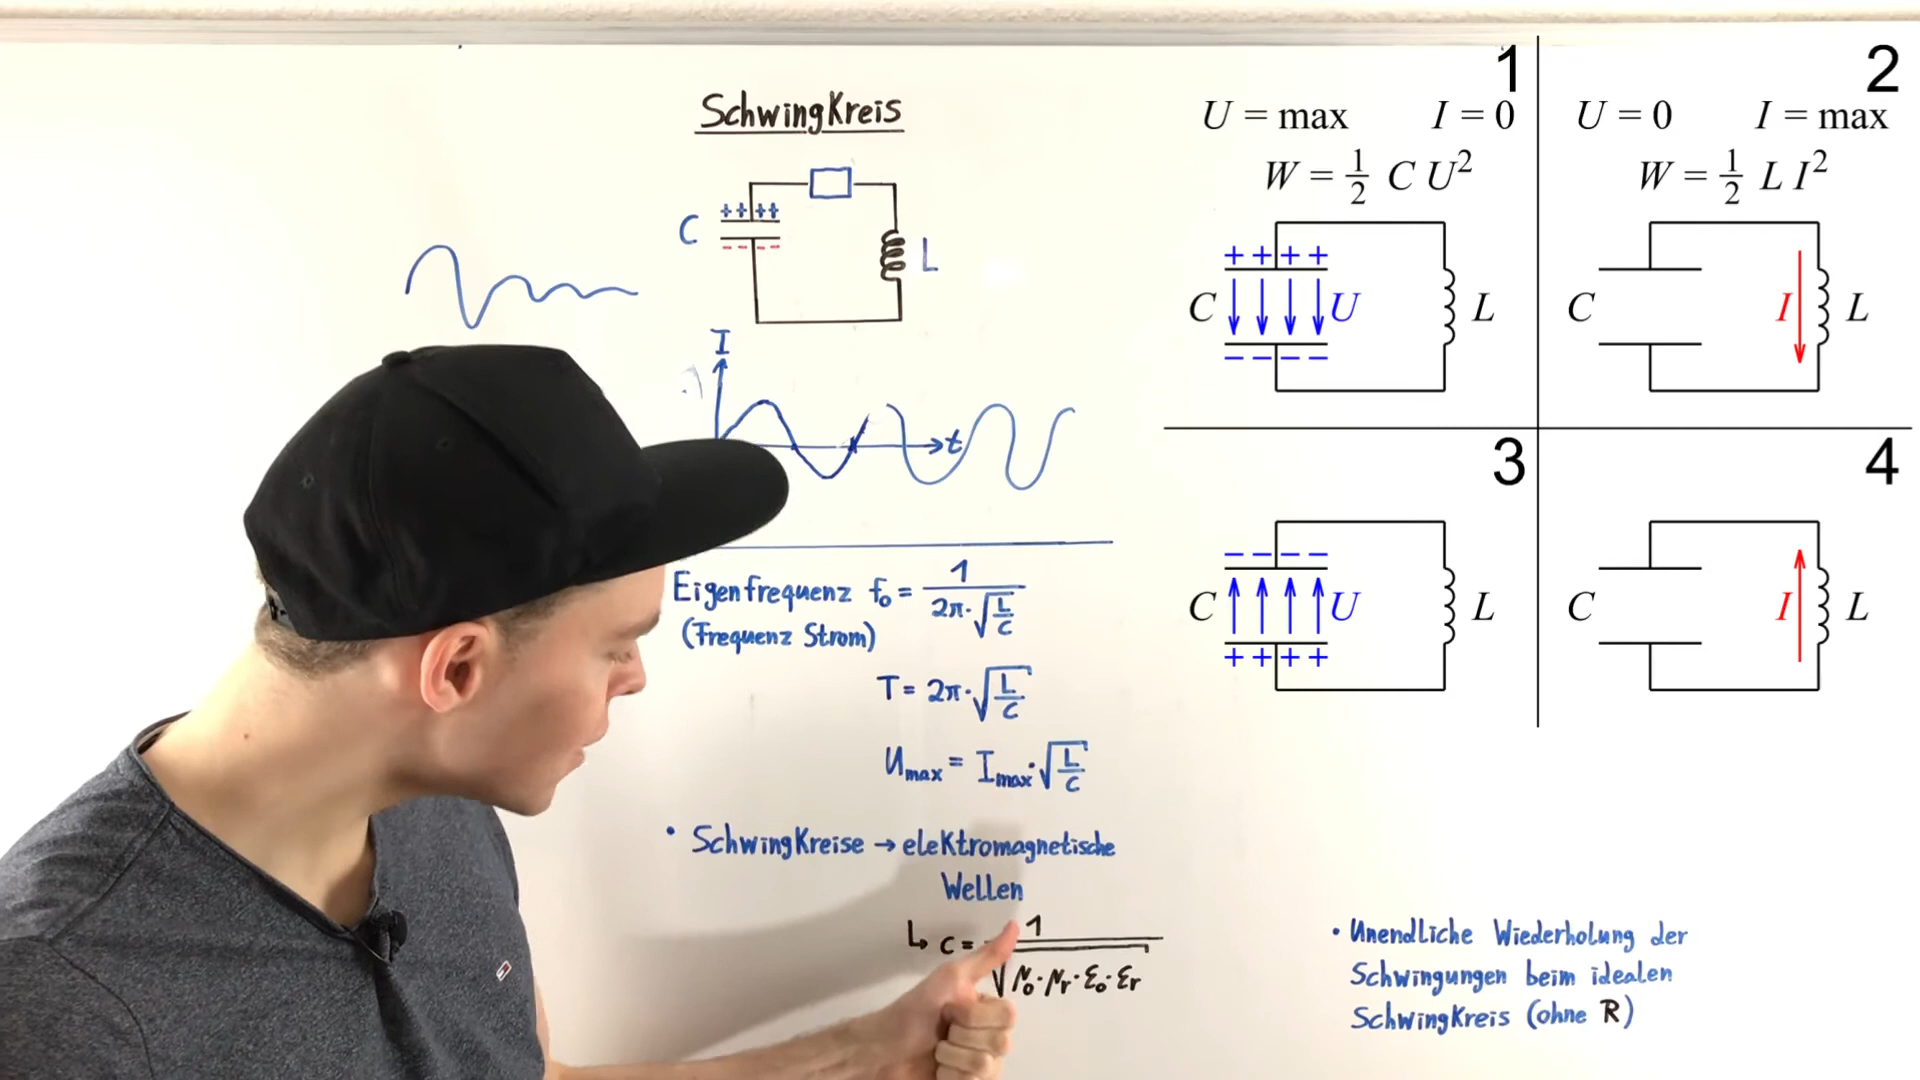 SchwingKreis
C
++++
----
L
I
t
Eigenfrequenz f₀ = 1/(2π·√(L/C))
(Frequenz Strom)
T = 2π·√(L/C)
Umax = Imax·√(L/C)
• SchwingKreise → eleKtromagnetische
Wellen
↳ c = 1/√(μ₀·μr·ε₀·εr)
1
U = max I = 0
W = ½ C U²
++++
C U L
----
2
U = 0 I = max
W = ½ L I²
C I L
3
----
C U L
++++
4
C I L
• Unendliche Wiederholung der
Schwingungen beim idealen
SchwingKreis (ohne R)